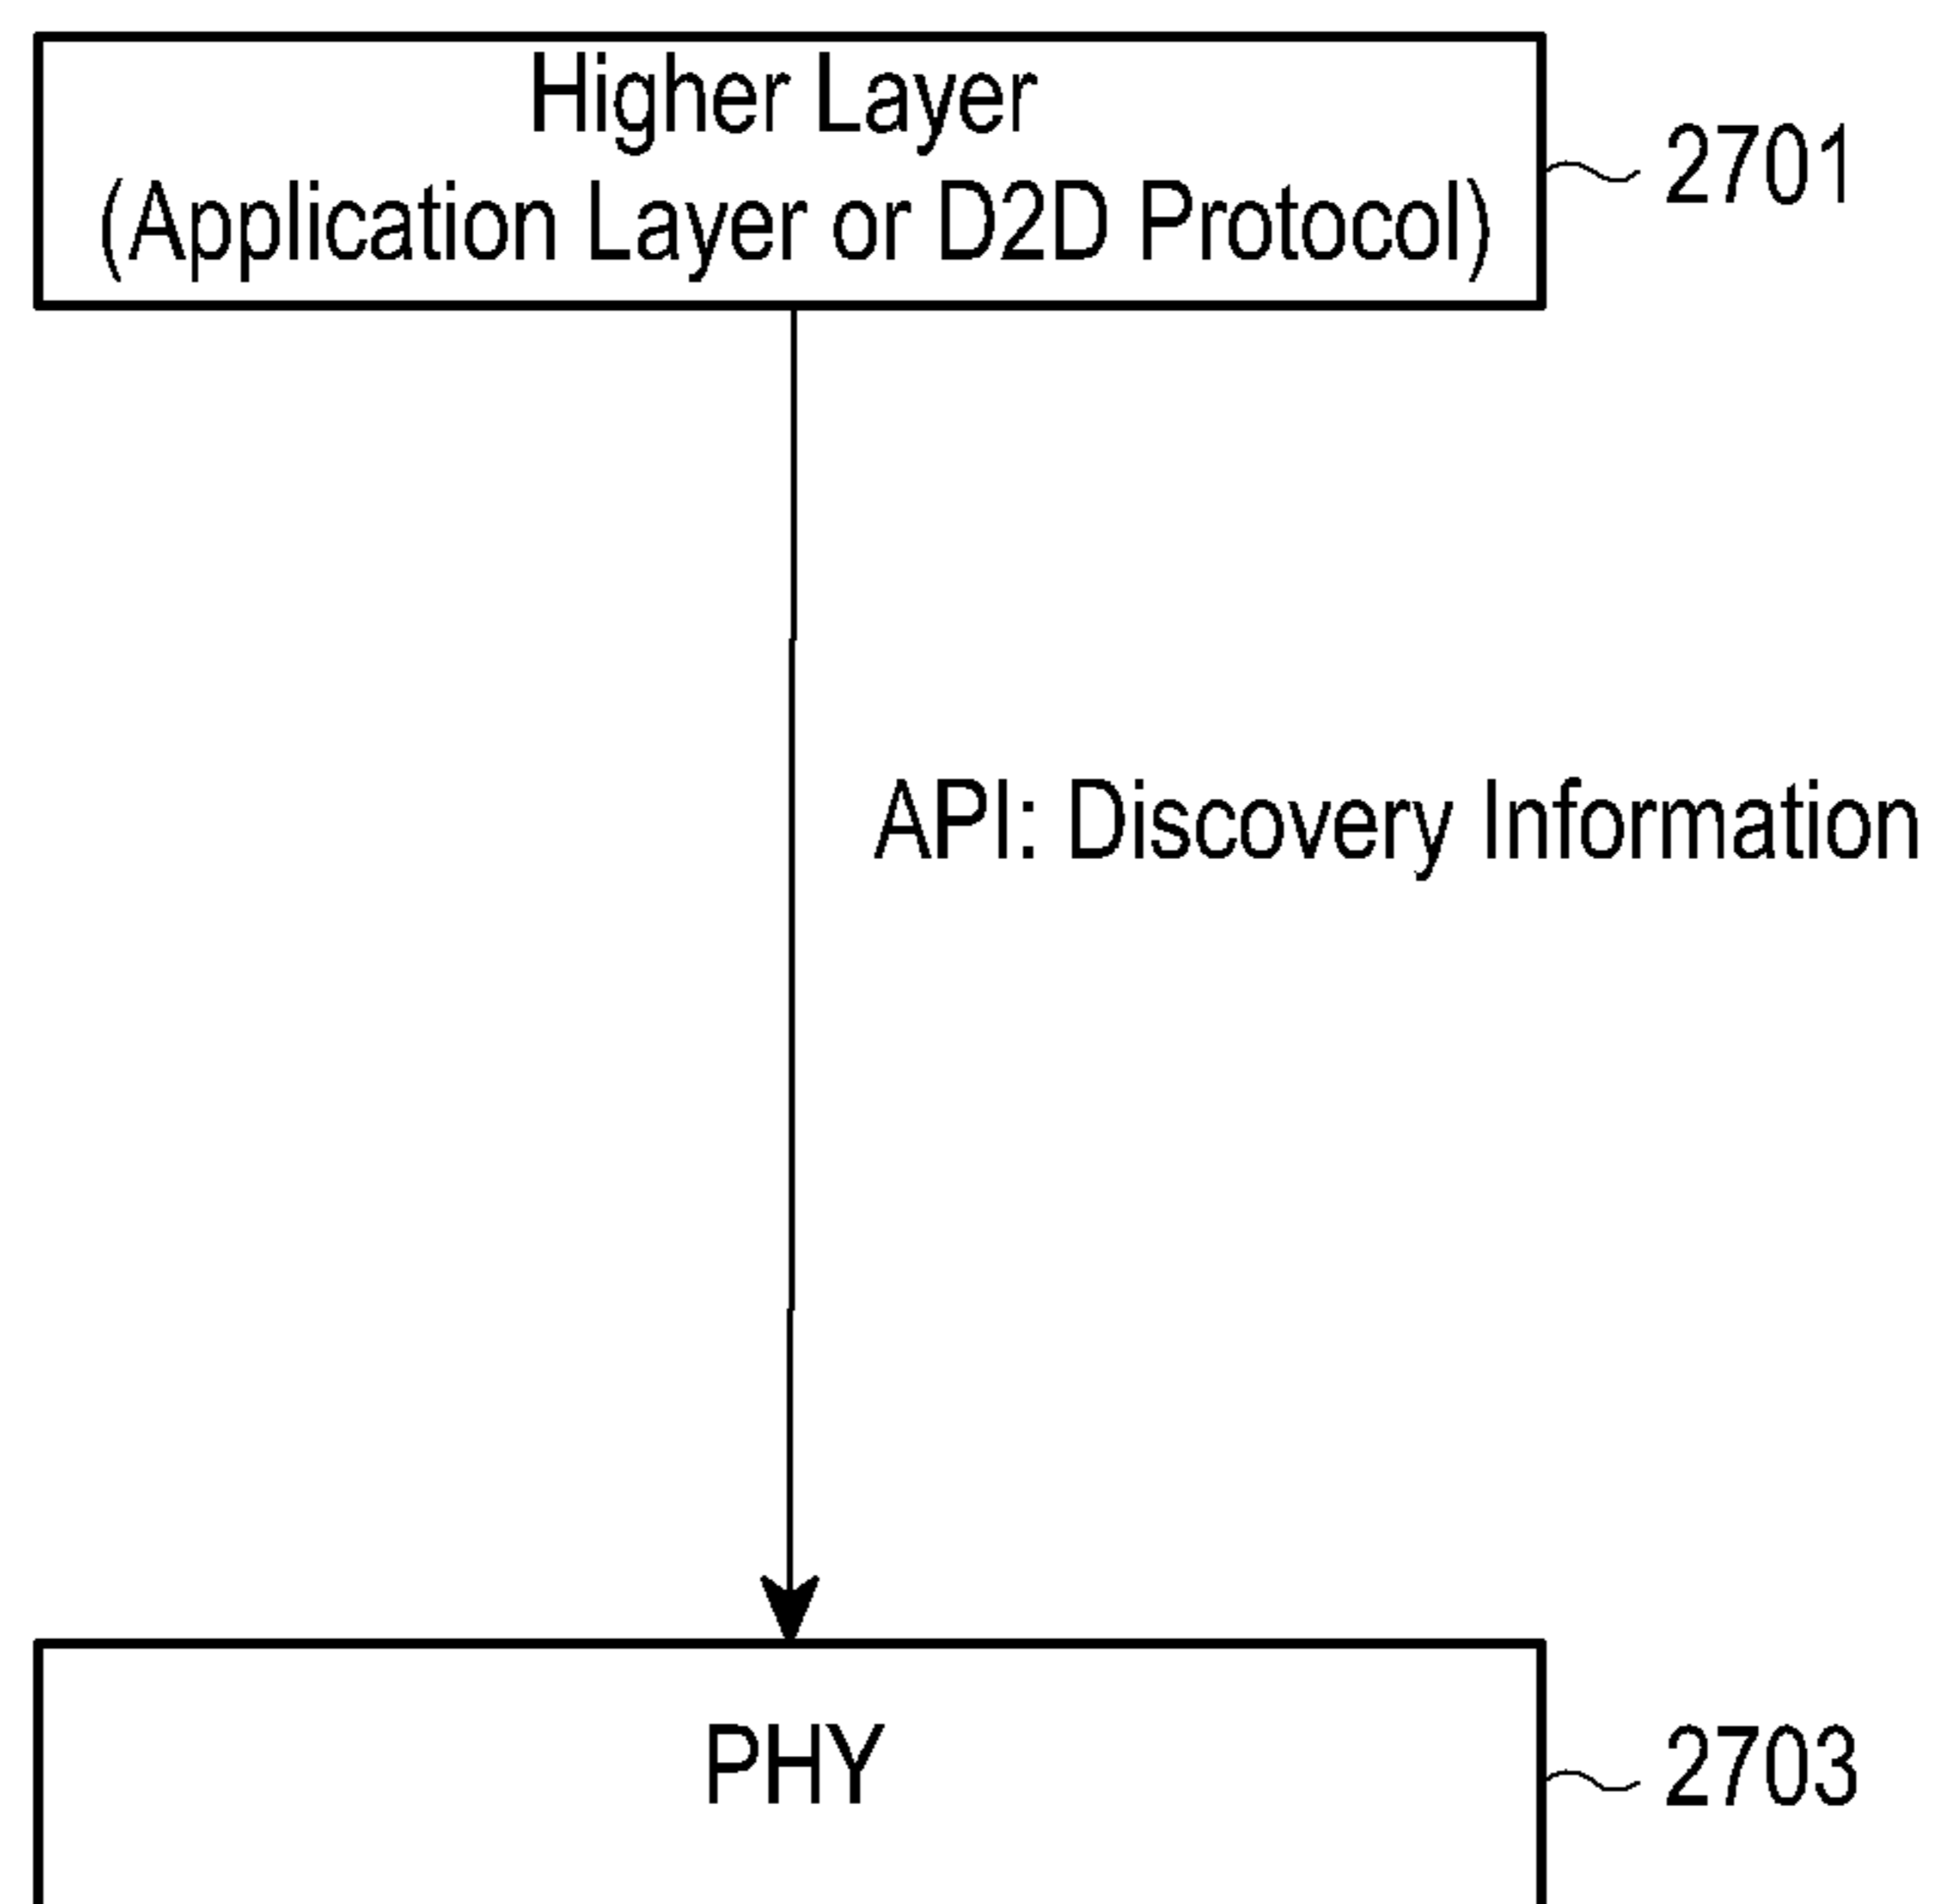 Higher Layer
(Application Layer or D2D Protocol)
2701
API: Discovery Information
PHY
2703